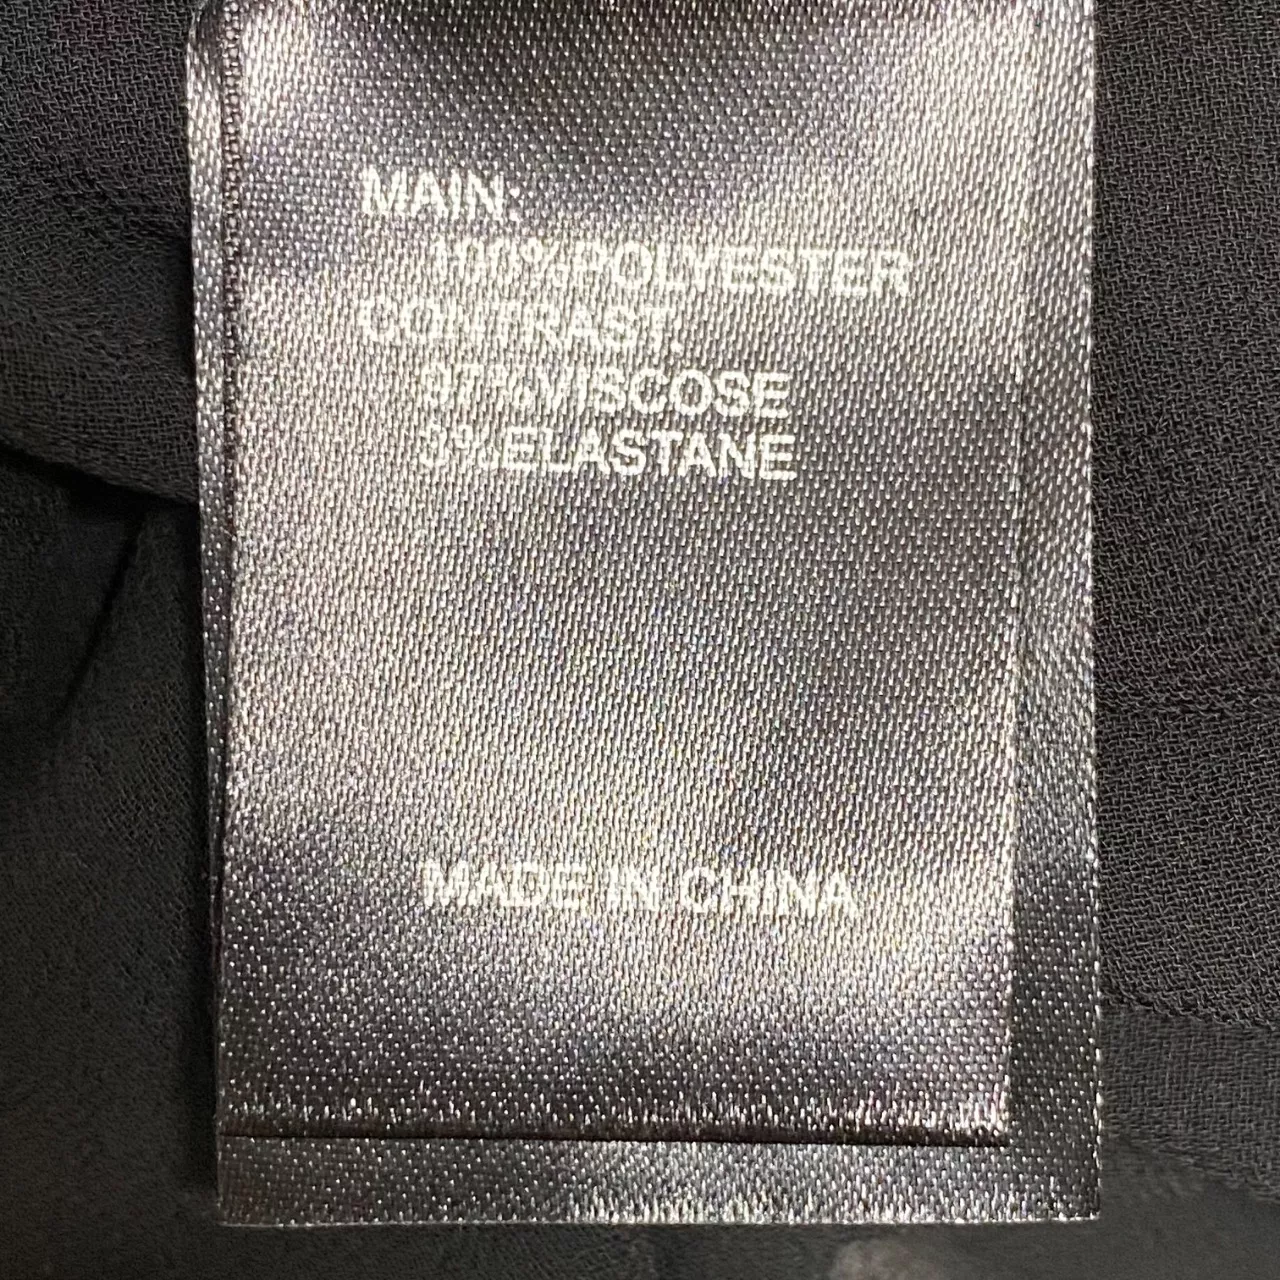 MAIN:
100%POLYESTER
CONTRAST:
97%VISCOSE
3%ELASTANE
MADE IN CHINA